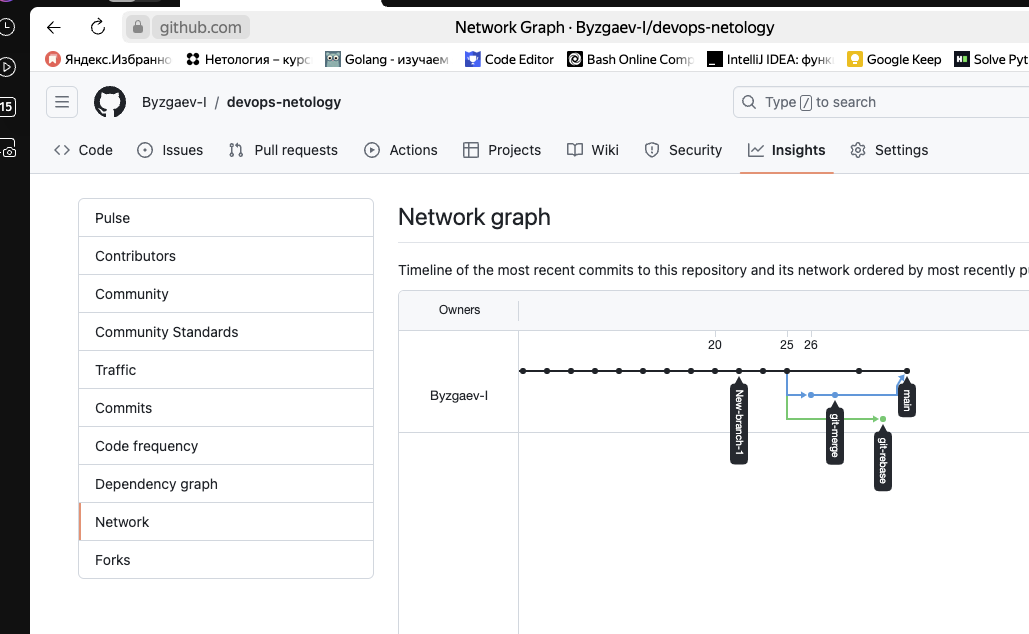 15
github.com
Network Graph · Byzgaev-I/devops-netology
Яндекс.Избранно
Нетология – курс
Golang - изучаем
Code Editor
Bash Online Comp
IntelliJ IDEA: функ
Google Keep
Solve Pyt
Byzgaev-I / devops-netology
Type / to search
Code
Issues
Pull requests
Actions
Projects
Wiki
Security
Insights
Settings
Pulse
Contributors
Community
Community Standards
Traffic
Commits
Code frequency
Dependency graph
Network
Forks
Network graph
Timeline of the most recent commits to this repository and its network ordered by most recently p
Owners
20
25
26
Byzgaev-I
New-branch-1
git-merge
git-rebase
main